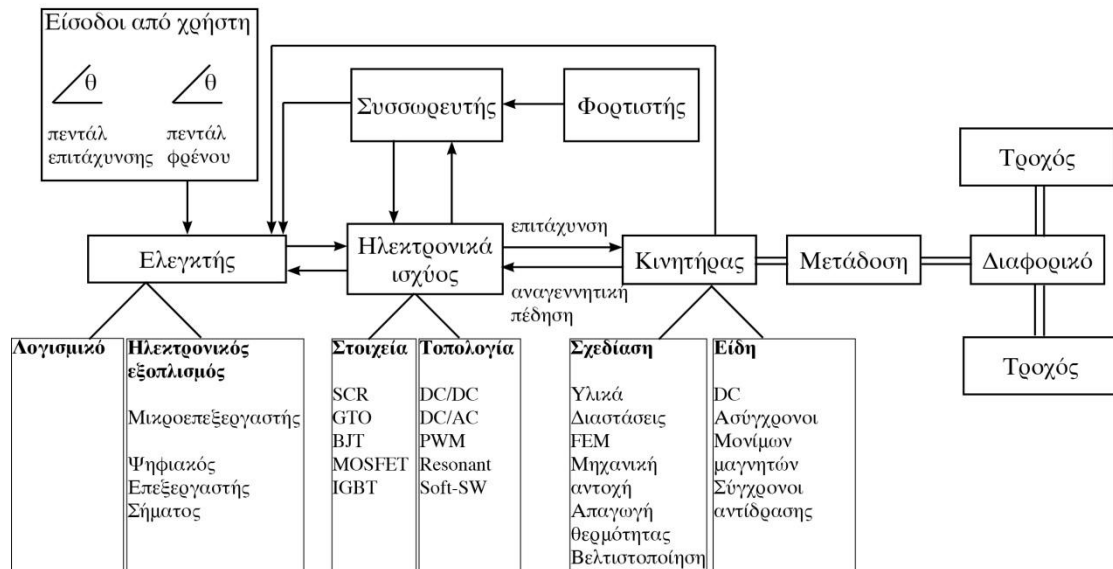 Είσοδοι από χρήστη
θ
θ
πεντάλ
επιτάχυνσης
πεντάλ
φρένου
Συσσωρευτής
Φορτιστής
Τροχός
Ελεγκτής
Ηλεκτρονικά
ισχύος
επιτάχυνση
αναγεννητική
πέδηση
Κινητήρας
Μετάδοση
Διαφορικό
Τροχός
Λογισμικό
Ηλεκτρονικός
εξοπλισμός
Μικροεπεξεργαστής
Ψηφιακός
Επεξεργαστής
Σήματος
Στοιχεία
SCR
GTO
BJT
MOSFET
IGBT
Τοπολογία
DC/DC
DC/AC
PWM
Resonant
Soft-SW
Σχεδίαση
Υλικά
Διαστάσεις
FEM
Μηχανική
αντοχή
Απαγωγή
θερμότητας
Βελτιστοποίηση
Είδη
DC
Ασύγχρονοι
Μονίμων
μαγνητών
Σύγχρονοι
αντίδρασης